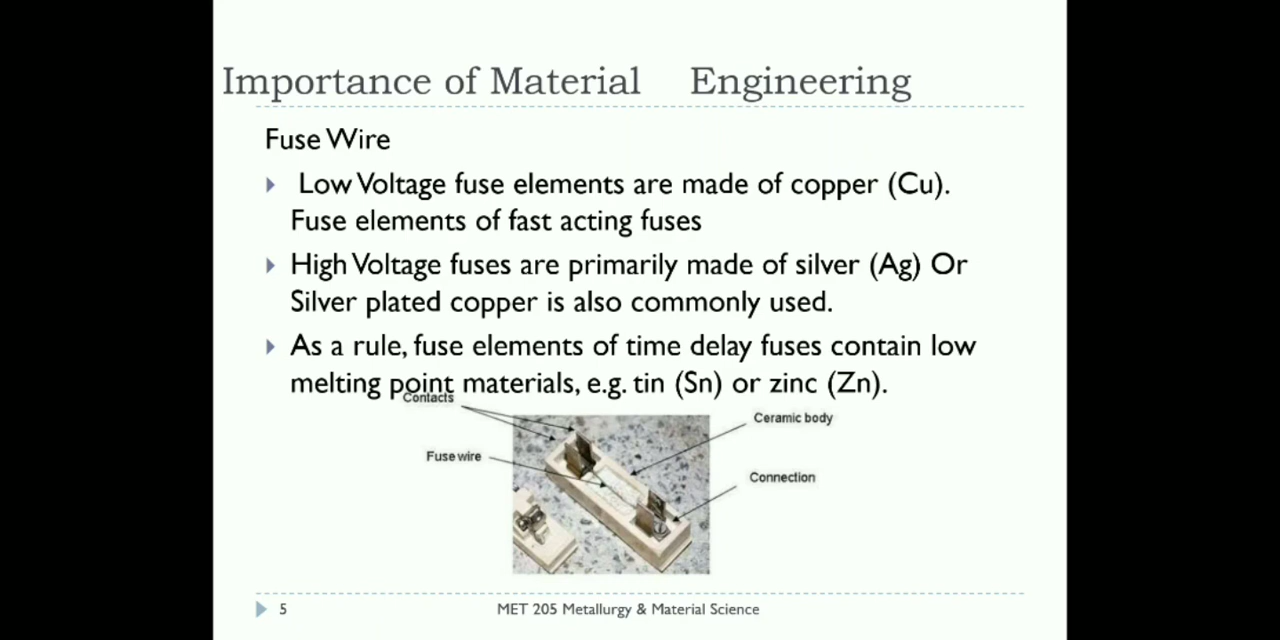 Importance of Material Engineering
Fuse Wire
Low Voltage fuse elements are made of copper (Cu).
Fuse elements of fast acting fuses
High Voltage fuses are primarily made of silver (Ag) Or
Silver plated copper is also commonly used.
As a rule, fuse elements of time delay fuses contain low
melting point materials, e.g. tin (Sn) or zinc (Zn).
Contacts
Ceramic body
Fuse wire
Connection
5 MET 205 Metallurgy & Material Science